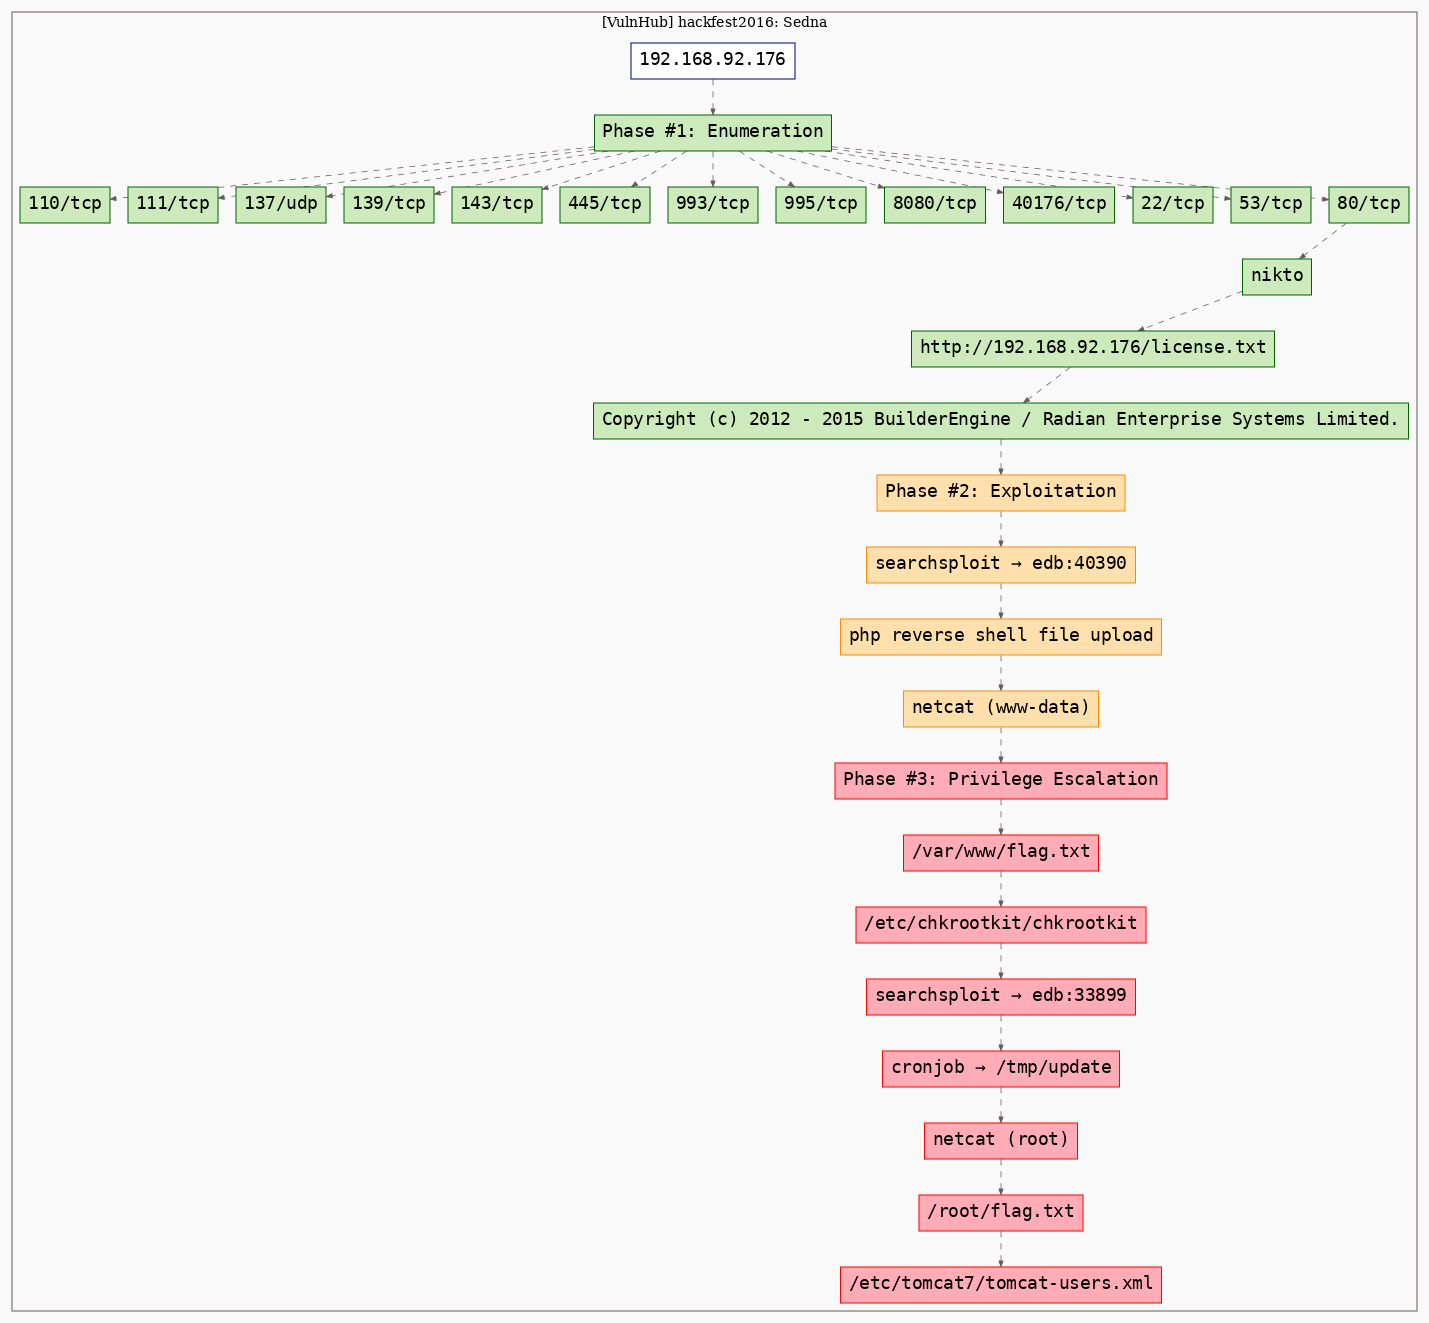 [VulnHub] hackfest2016: Sedna
192.168.92.176
Phase #1: Enumeration
110/tcp
111/tcp
137/udp
139/tcp
143/tcp
445/tcp
993/tcp
995/tcp
8080/tcp
40176/tcp
22/tcp
53/tcp
80/tcp
nikto
http://192.168.92.176/license.txt
Copyright (c) 2012 - 2015 BuilderEngine / Radian Enterprise Systems Limited.
Phase #2: Exploitation
searchsploit → edb:40390
php reverse shell file upload
netcat (www-data)
Phase #3: Privilege Escalation
/var/www/flag.txt
/etc/chkrootkit/chkrootkit
searchsploit → edb:33899
cronjob → /tmp/update
netcat (root)
/root/flag.txt
/etc/tomcat7/tomcat-users.xml